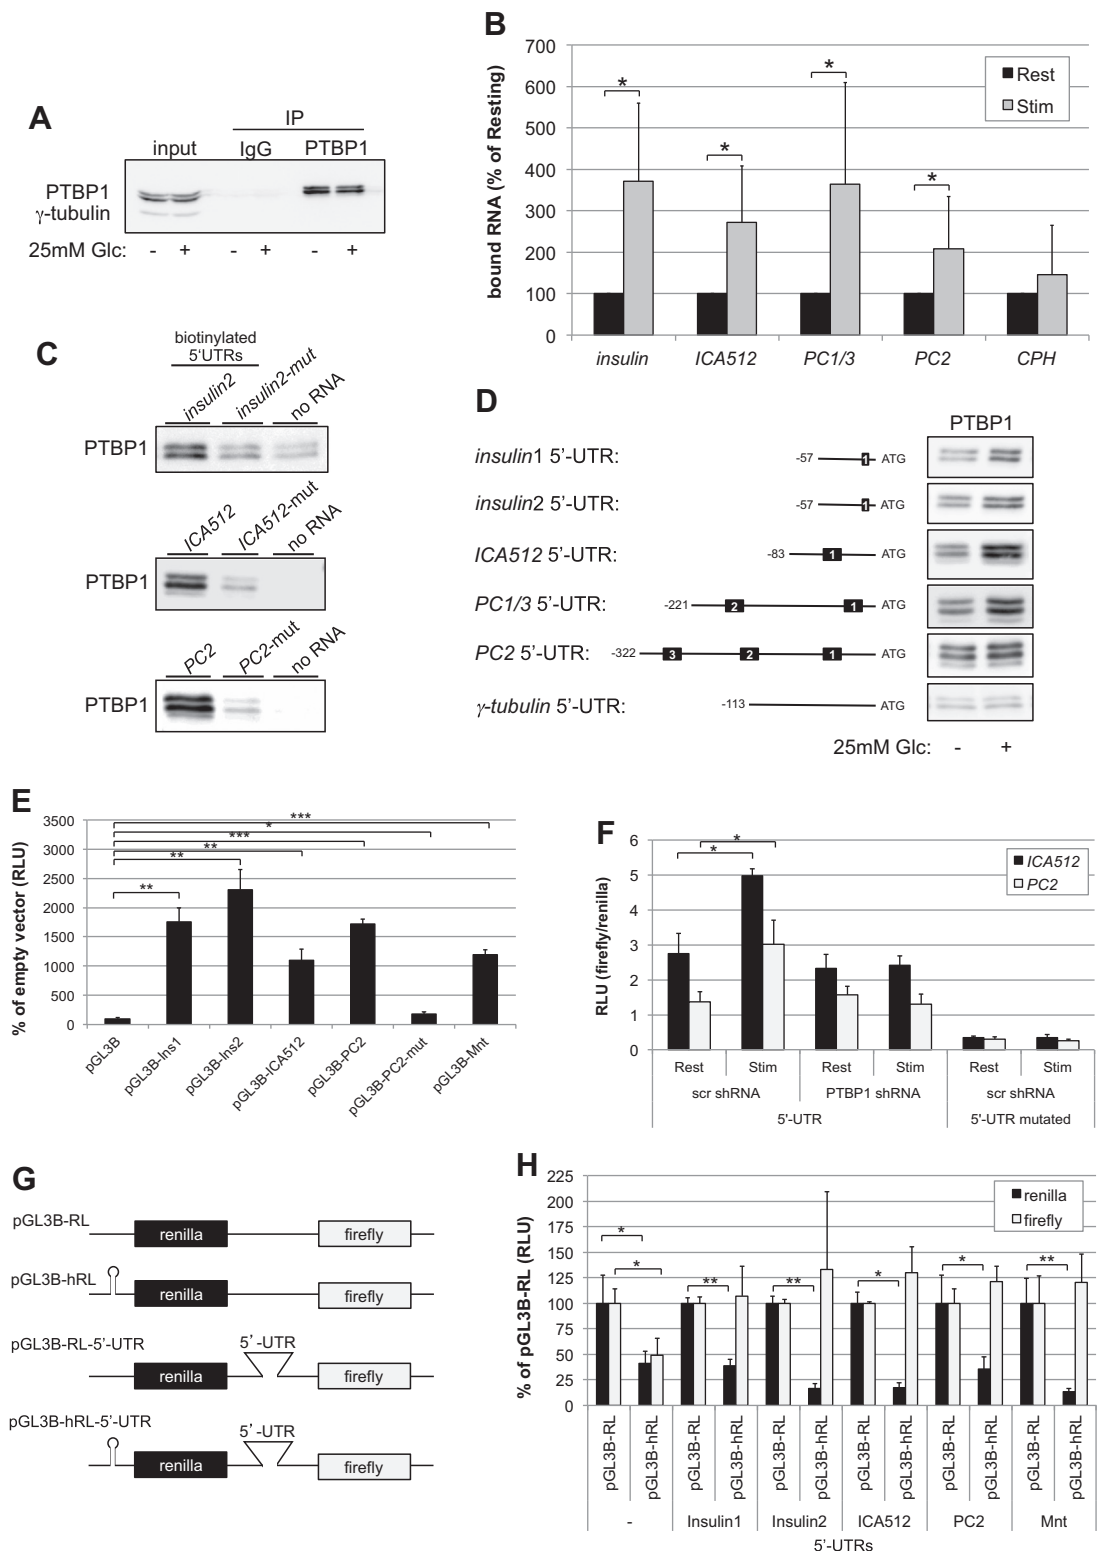 A
IP
input IgG PTBP1
PTBP1
γ-tubulin
25mM Glc: - + - + - +
B
bound RNA (% of Resting)
700
600
500
400
300
200
100
0
* * * *
Rest
Stim
insulin ICA512 PC1/3 PC2 CPH
C
biotinylated
5'UTRs
insulin2 insulin2-mut no RNA
PTBP1
ICA512 ICA512-mut no RNA
PTBP1
PC2 PC2-mut no RNA
PTBP1
D
PTBP1
insulin1 5'-UTR: -57 1 ATG
insulin2 5'-UTR: -57 1 ATG
ICA512 5'-UTR: -83 1 ATG
PC1/3 5'-UTR: -221 2 1 ATG
PC2 5'-UTR: -322 3 2 1 ATG
γ-tubulin 5'-UTR: -113 ATG
25mM Glc: - +
E
% of empty vector (RLU)
3500
3000
2500
2000
1500
1000
500
0
***
*
***
**
**
**
pGL3B pGL3B-Ins1 pGL3B-Ins2 pGL3B-ICA512 pGL3B-PC2 pGL3B-PC2-mut pGL3B-Mnt
F
RLU (firefly/renilla)
6
5
4
3
2
1
0
* *
ICA512
PC2
Rest Stim Rest Stim Rest Stim
scr shRNA PTBP1 shRNA scr shRNA
5'-UTR 5'-UTR mutated
G
pGL3B-RL
renilla firefly
pGL3B-hRL
renilla firefly
pGL3B-RL-5'-UTR
5'-UTR
renilla firefly
pGL3B-hRL-5'-UTR
5'-UTR
renilla firefly
H
% of pGL3B-RL (RLU)
225
200
175
150
125
100
75
50
25
0
renilla
firefly
* * ** ** * * **
pGL3B-RL pGL3B-hRL pGL3B-RL pGL3B-hRL pGL3B-RL pGL3B-hRL pGL3B-RL pGL3B-hRL pGL3B-RL pGL3B-hRL pGL3B-RL pGL3B-hRL
- Insulin1 Insulin2 ICA512 PC2 Mnt
5'-UTRs